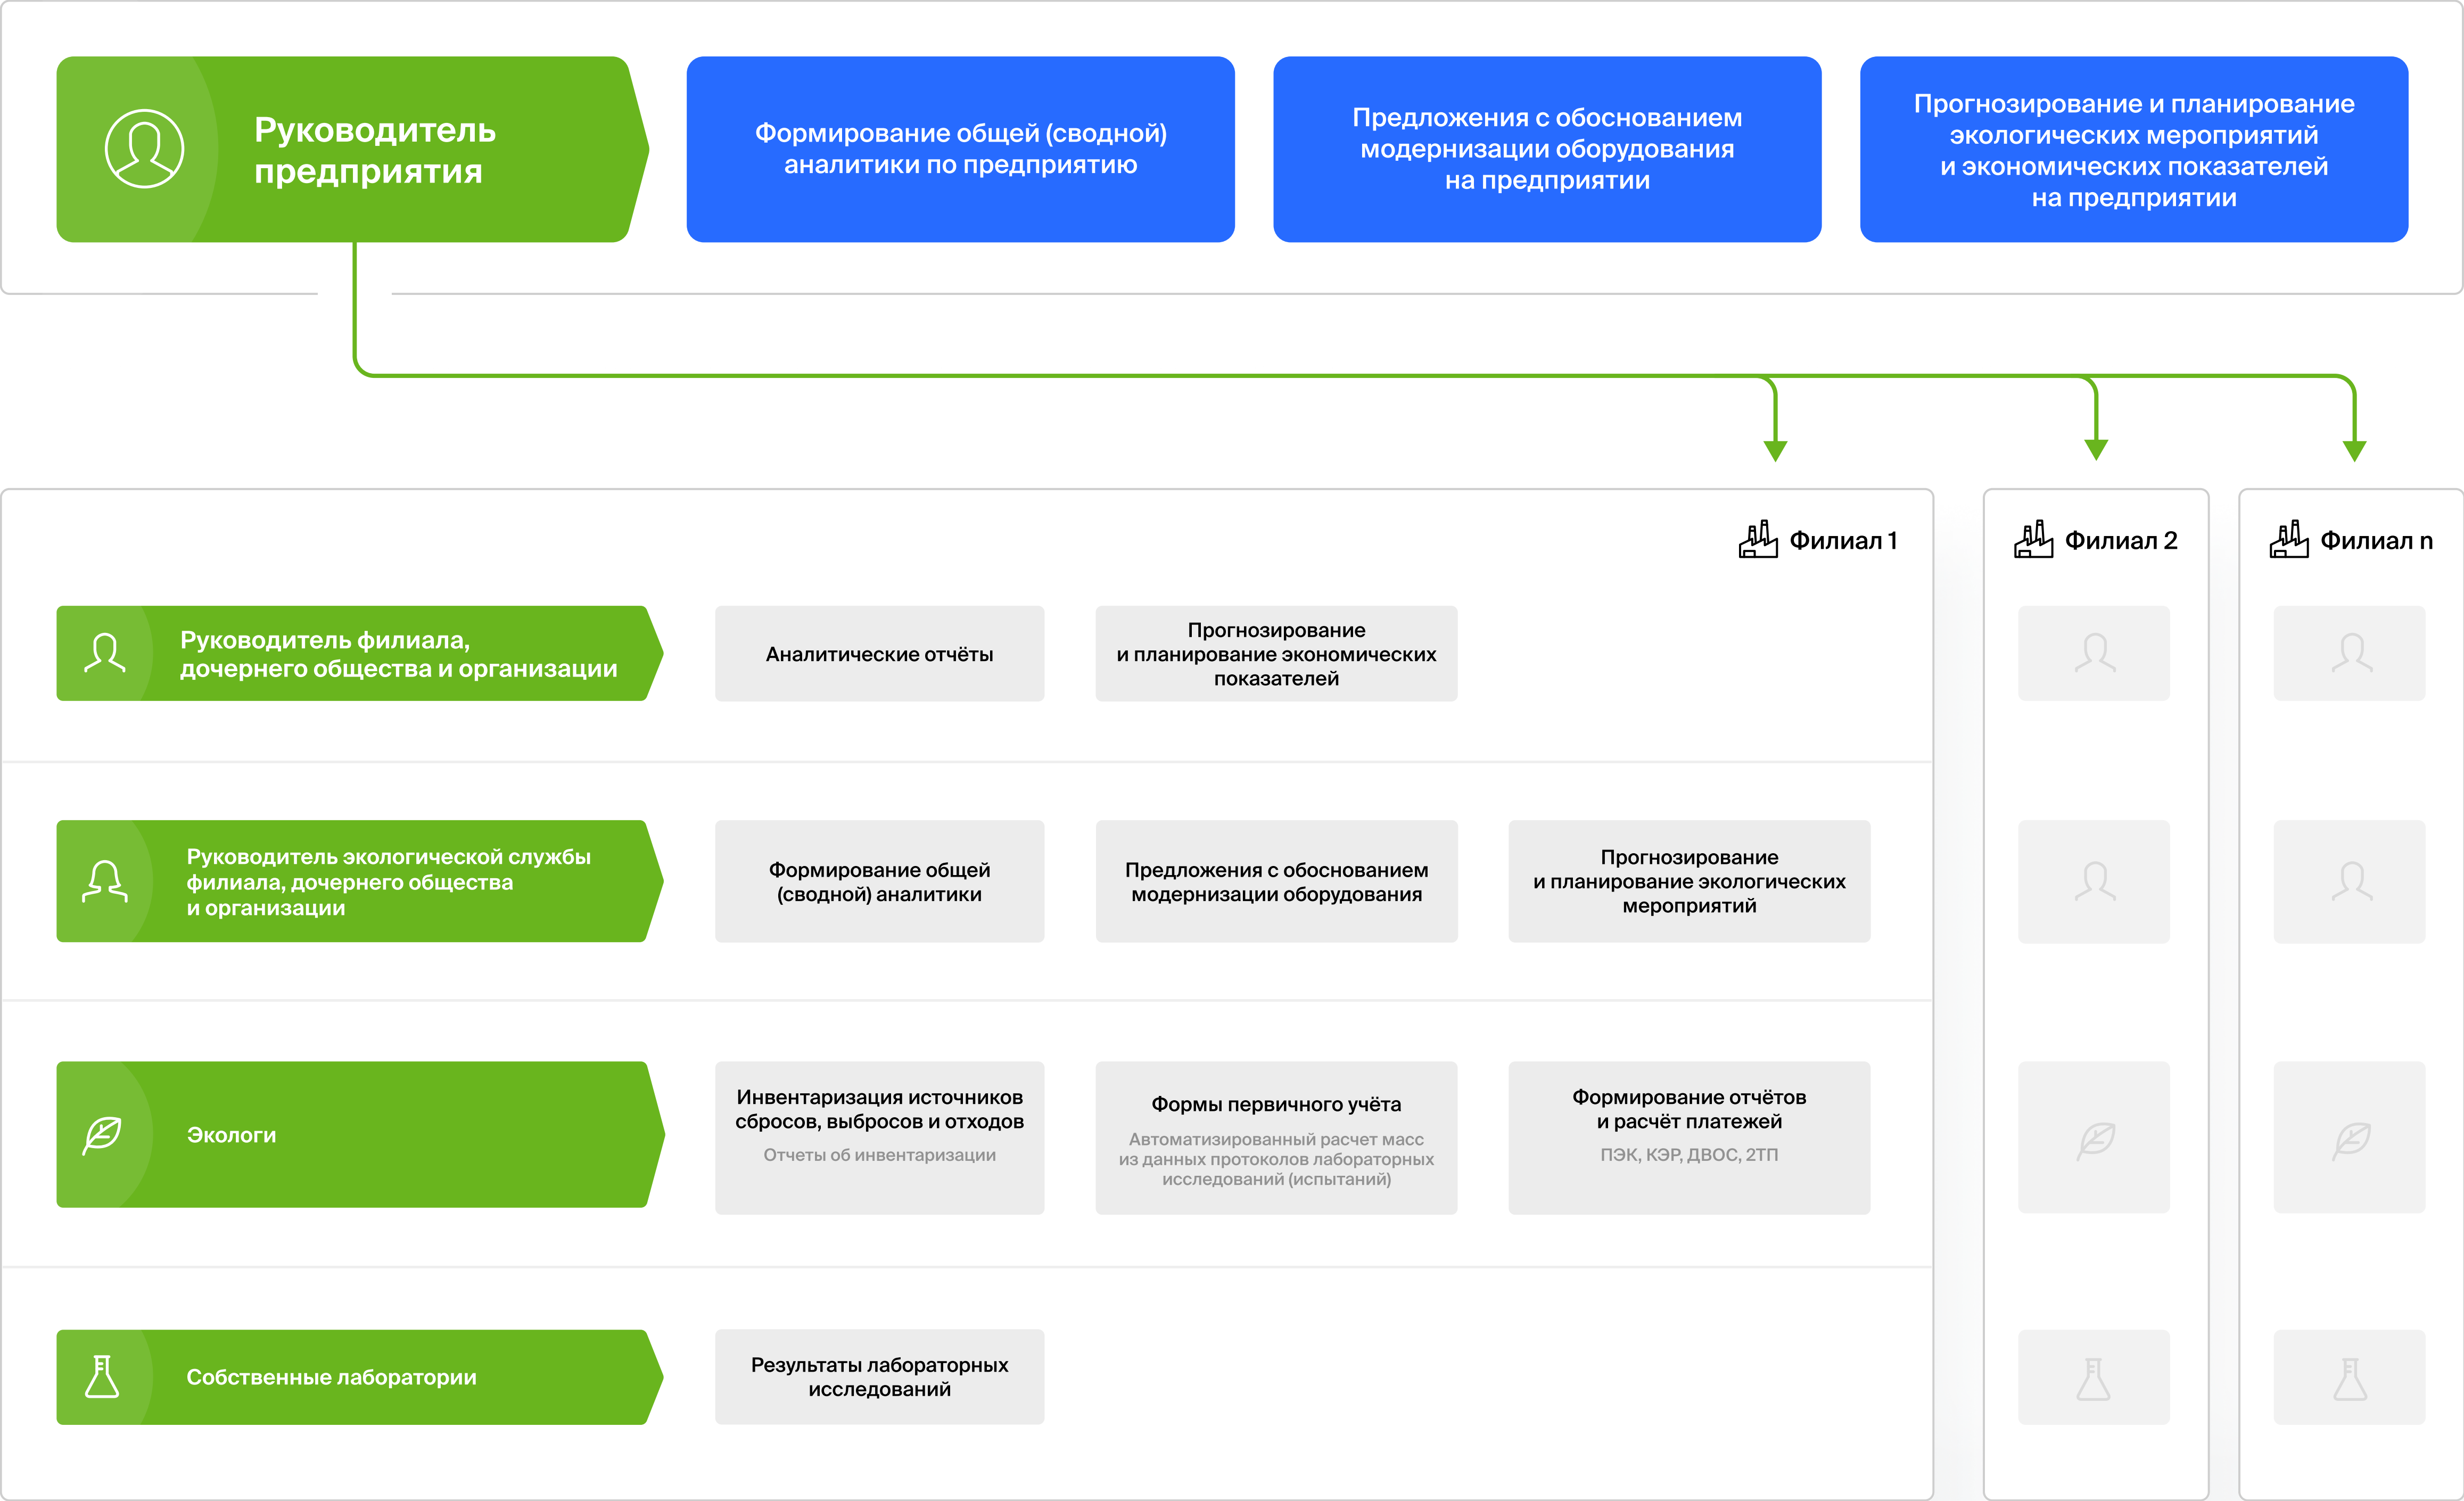 Руководитель
предприятия
Формирование общей (сводной)
аналитики по предприятию
Предложения с обоснованием
модернизации оборудования
на предприятии
Прогнозирование и планирование
экологических мероприятий
и экономических показателей
на предприятии
Филиал 1
Филиал 2
Филиал n
Руководитель филиала,
дочернего общества и организации
Аналитические отчёты
Прогнозирование
и планирование экономических
показателей
Руководитель экологической службы
филиала, дочернего общества
и организации
Формирование общей
(сводной) аналитики
Предложения с обоснованием
модернизации оборудования
Прогнозирование
и планирование экологических
мероприятий
Экологи
Инвентаризация источников
сбросов, выбросов и отходов
Отчеты об инвентаризации
Формы первичного учёта
Автоматизированный расчет масс
из данных протоколов лабораторных
исследований (испытаний)
Формирование отчётов
и расчёт платежей
ПЭК, КЭР, ДВОС, 2ТП
Собственные лаборатории
Результаты лабораторных
исследований